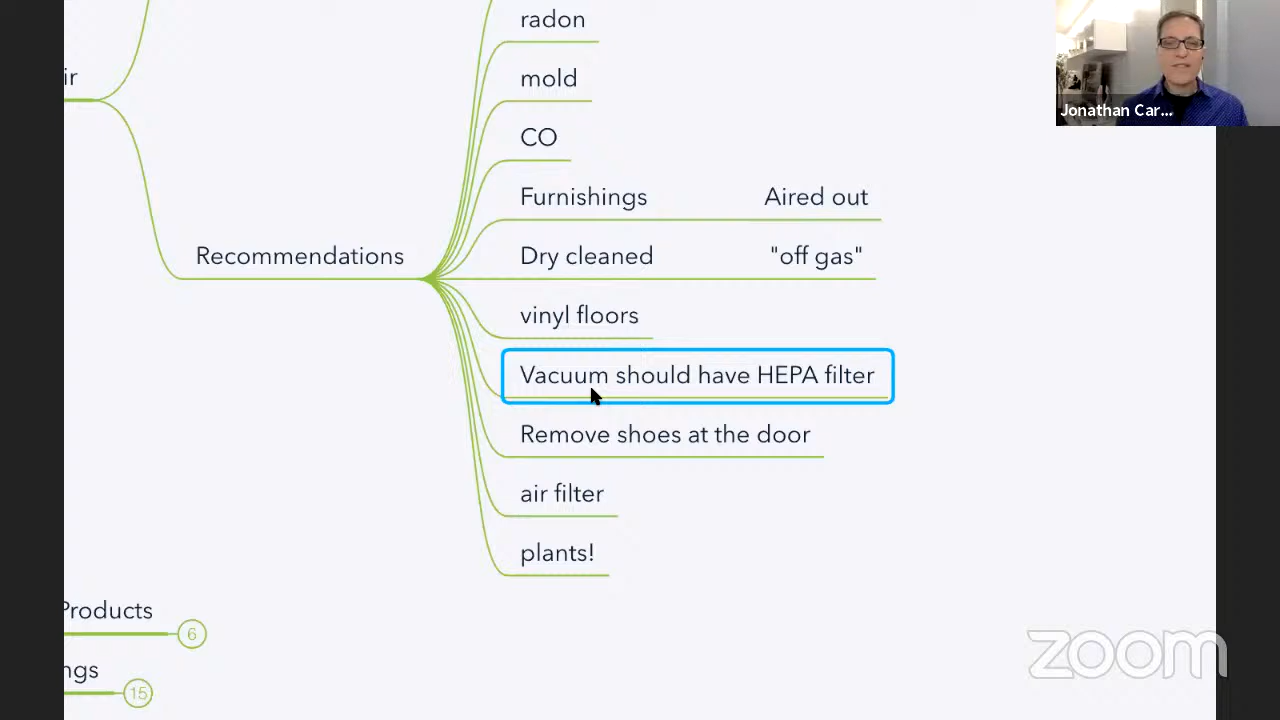 radon
ir
mold
CO
Furnishings Aired out
Recommendations Dry cleaned "off gas"
vinyl floors
Vacuum should have HEPA filter
Remove shoes at the door
air filter
plants!
Products 6
ngs 15
Jonathan Car...
zoom